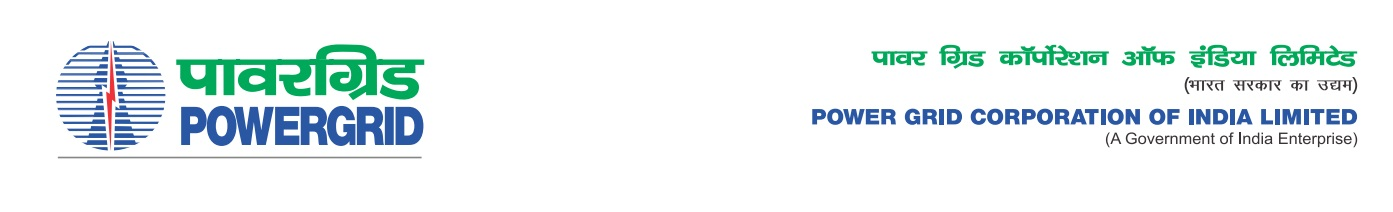 पावरग्रिड
POWERGRID
पावर ग्रिड कॉर्पोरेशन ऑफ इंडिया लिमिटेड
(भारत सरकार का उद्यम)
POWER GRID CORPORATION OF INDIA LIMITED
(A Government of India Enterprise)